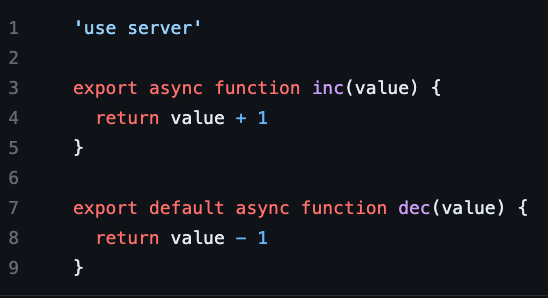 1 'use server'
2
3 export async function inc(value) {
4   return value + 1
5 }
6
7 export default async function dec(value) {
8   return value - 1
9 }